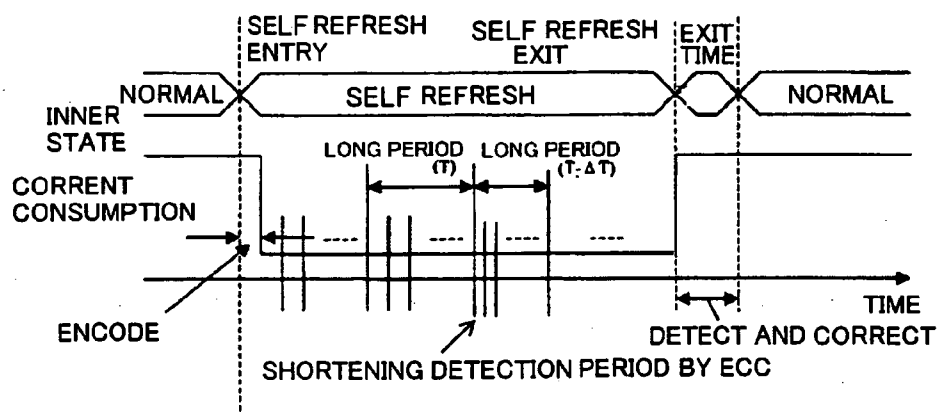 SELF REFRESH
ENTRY
SELF REFRESH
EXIT
EXIT
TIME
NORMAL
SELF REFRESH
NORMAL
INNER
STATE
LONG PERIOD
(T)
LONG PERIOD
(T-ΔT)
CORRENT
CONSUMPTION
TIME
ENCODE
DETECT AND CORRECT
SHORTENING DETECTION PERIOD BY ECC